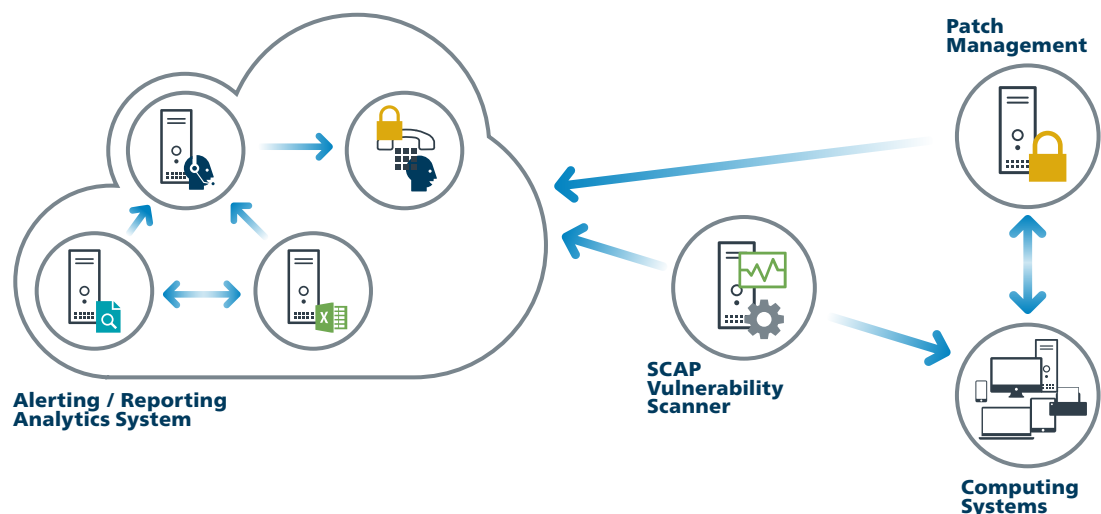 Patch
Management
SCAP
Vulnerability
Scanner
Alerting / Reporting
Analytics System
X
Computing
Systems